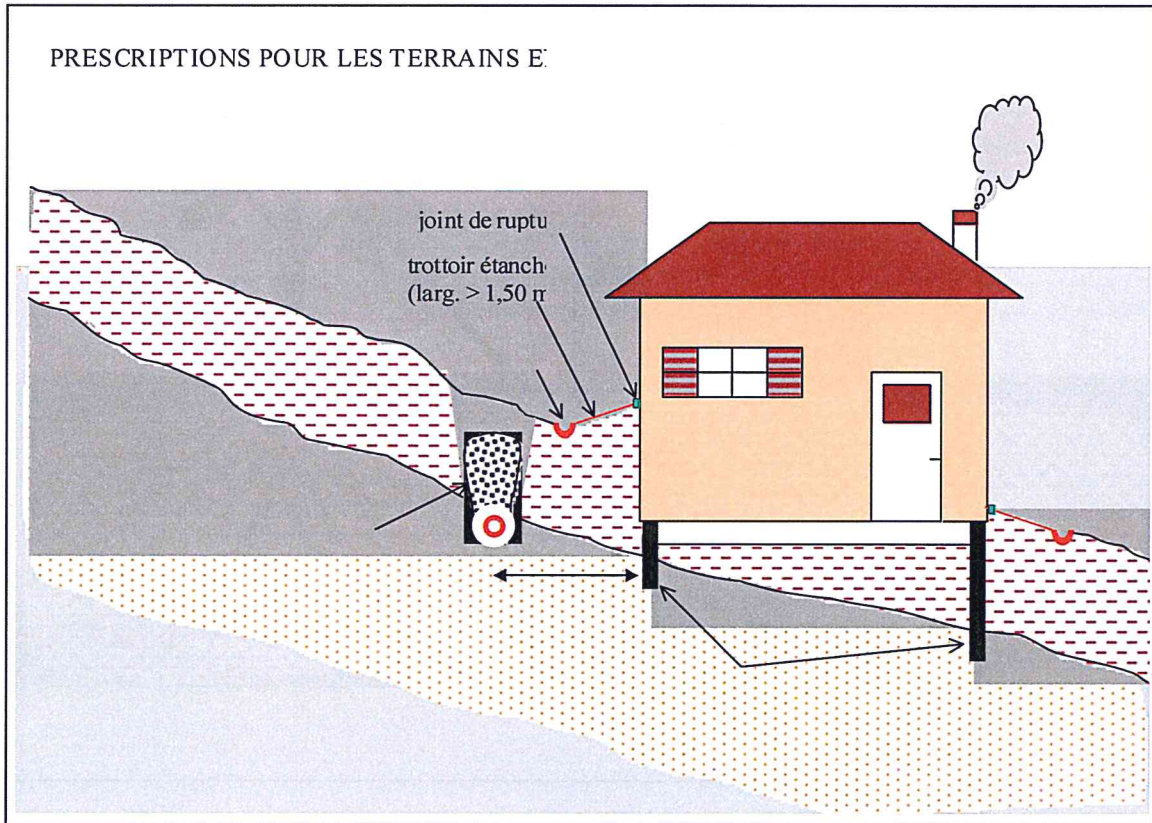 PRESCRIPTIONS POUR LES TERRAINS E
joint de ruptu
trottoir étanch
(larg. > 1,50 m